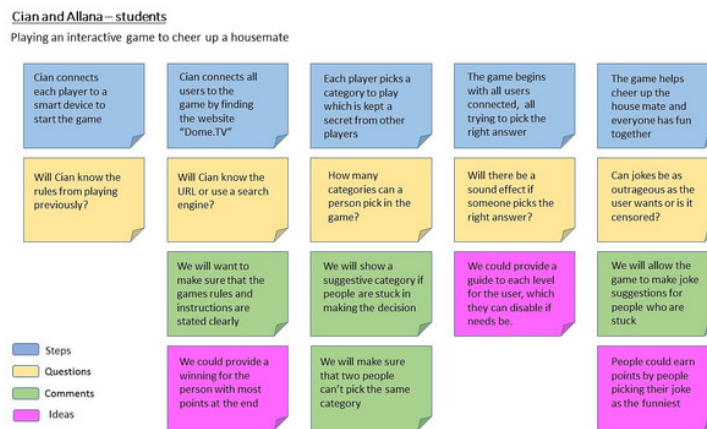 Cian and Allana – students
Playing an interactive game to cheer up a housemate
Cian connects
each player to a
smart device to
start the game
Cian connects all
users to the
game by finding
the website
“Dome.TV”
Each player picks a
category to play
which is kept a
secret from other
players
The game begins
with all users
connected, all
trying to pick the
right answer
The game helps
cheer up the
house mate and
everyone has fun
together
Will Cian know the
rules from playing
previously?
Will Cian know the
URL or use a search
engine?
How many
categories can a
person pick in the
game?
Will there be a
sound effect if
someone picks the
right answer?
Can jokes be as
outrageous as the
user wants or is it
censored?
We will want to
make sure that the
games rules and
instructions are
stated clearly
We will show a
suggestive category if
people are stuck in
making the decision
We could provide a
guide to each level
for the user, which
they can disable if
needs be.
We will allow the
game to make joke
suggestions for
people who are
stuck
We could provide a
winning for the
person with most
points at the end
We will make sure
that two people
can’t pick the same
category
People could earn
points by people
picking their joke
as the funniest
Steps
Questions
Comments
Ideas